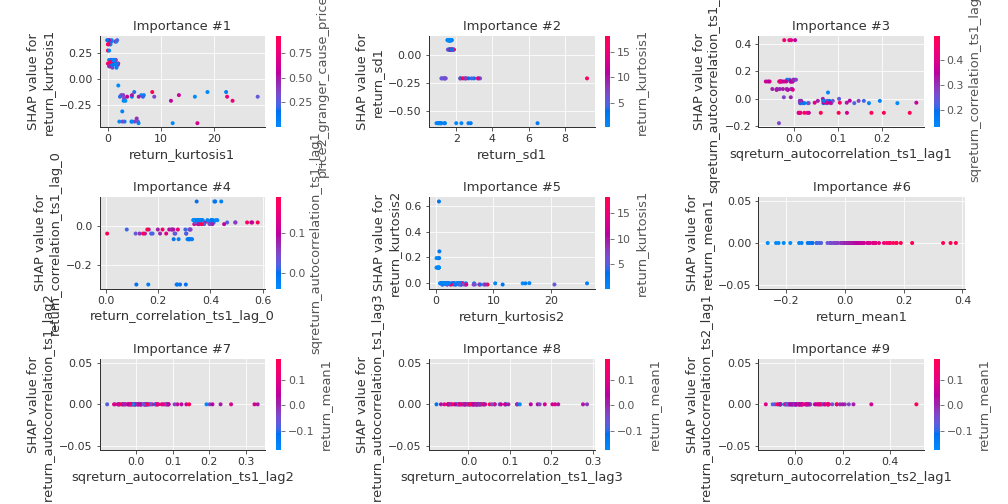 Importance #1
SHAP value for
return_kurtosis1
0.25
0.00
−0.25
0
10
20
return_kurtosis1
0.75
0.50
0.25
price2_granger_cause_price
Importance #2
SHAP value for
return_sd1
0.00
−0.25
−0.50
2
4
6
8
return_sd1
15
10
5
return_kurtosis1
Importance #3
SHAP value for
sqreturn_autocorrelation_ts1_lag1
0.4
0.2
0.0
−0.2
0.0
0.1
0.2
sqreturn_autocorrelation_ts1_lag1
0.4
0.3
0.2
sqreturn_correlation_ts1_lag_
Importance #4
SHAP value for
return_correlation_ts1_lag_0
0.0
−0.2
0.0
0.2
0.4
0.6
return_correlation_ts1_lag_0
0.1
0.0
sqreturn_autocorrelation_ts1_lag1
Importance #5
SHAP value for
return_kurtosis2
0.6
0.4
0.2
0.0
0
10
20
return_kurtosis2
15
10
5
return_kurtosis1
Importance #6
SHAP value for
return_mean1
0.05
0.00
−0.05
−0.2
0.0
0.2
0.4
return_mean1
Importance #7
SHAP value for
sqreturn_autocorrelation_ts1_lag2
0.05
0.00
−0.05
0.0
0.1
0.2
0.3
sqreturn_autocorrelation_ts1_lag2
0.1
0.0
−0.1
return_mean1
Importance #8
SHAP value for
sqreturn_autocorrelation_ts1_lag3
0.05
0.00
−0.05
0.0
0.1
0.2
0.3
sqreturn_autocorrelation_ts1_lag3
0.1
0.0
−0.1
return_mean1
Importance #9
SHAP value for
sqreturn_autocorrelation_ts2_lag1
0.05
0.00
−0.05
0.0
0.2
0.4
sqreturn_autocorrelation_ts2_lag1
0.1
0.0
−0.1
return_mean1